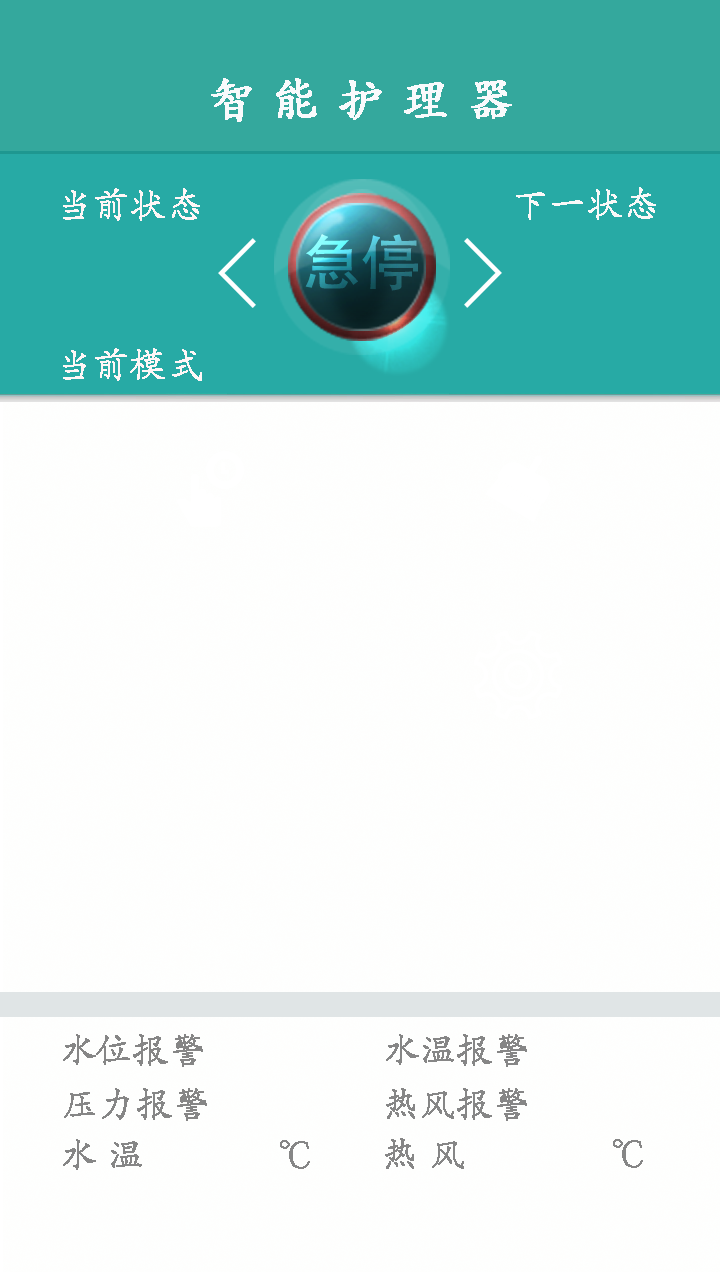 智能护理器
当前状态
下一状态
急停
当前模式
水位报警 水温报警
压力报警 热风报警
水温 ℃ 热风 ℃